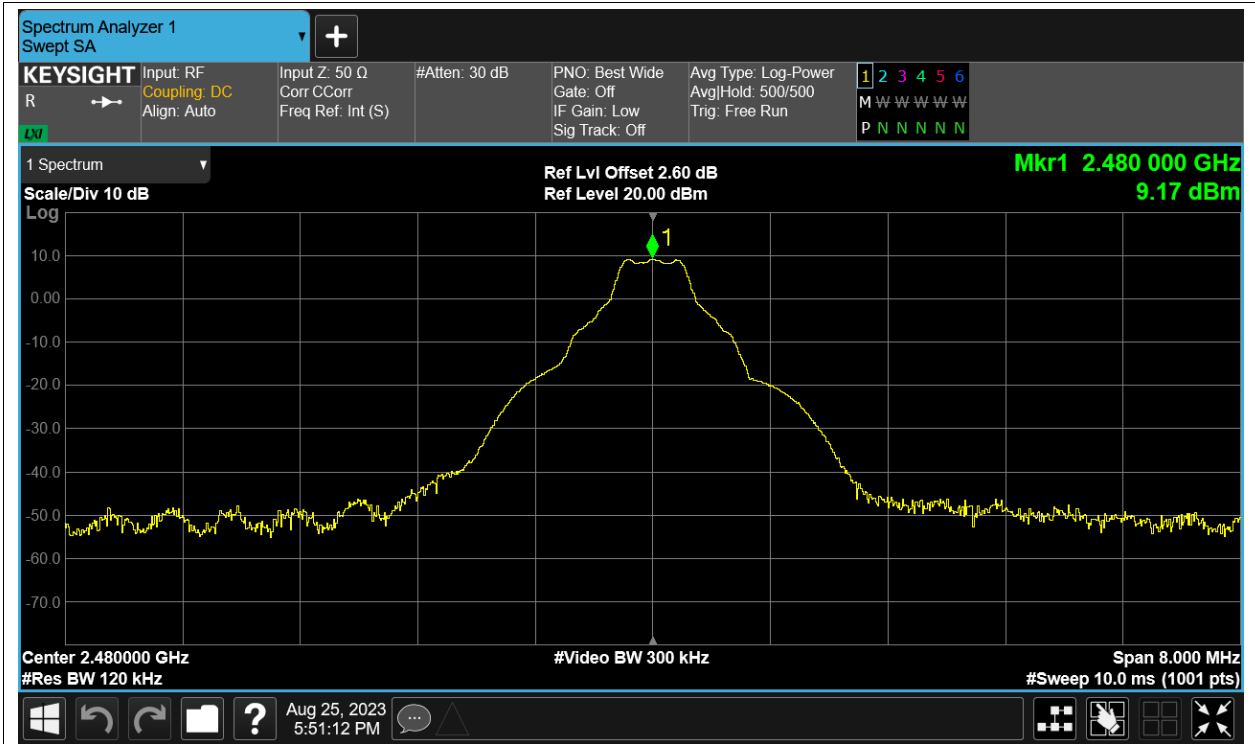 Spectrum Analyzer 1
Swept SA
+
KEYSIGHT Input: RF Input Z: 50 Ω #Atten: 30 dB PNO: Best Wide Avg Type: Log-Power 1 2 3 4 5 6
R Coupling: DC Corr CCorr Gate: Off Avg|Hold: 500/500 M W W W W W
Align: Auto Freq Ref: Int (S) IF Gain: Low Trig: Free Run
LXI Sig Track: Off P N N N N N
1 Spectrum Ref Lvl Offset 2.60 dB Mkr1 2.480 000 GHz
Scale/Div 10 dB Ref Level 20.00 dBm 9.17 dBm
Log
1
10.0
0.00
-10.0
-20.0
-30.0
-40.0
-50.0
-60.0
-70.0
Center 2.480000 GHz #Video BW 300 kHz Span 8.000 MHz
#Res BW 120 kHz #Sweep 10.0 ms (1001 pts)
? Aug 25, 2023
5:51:12 PM